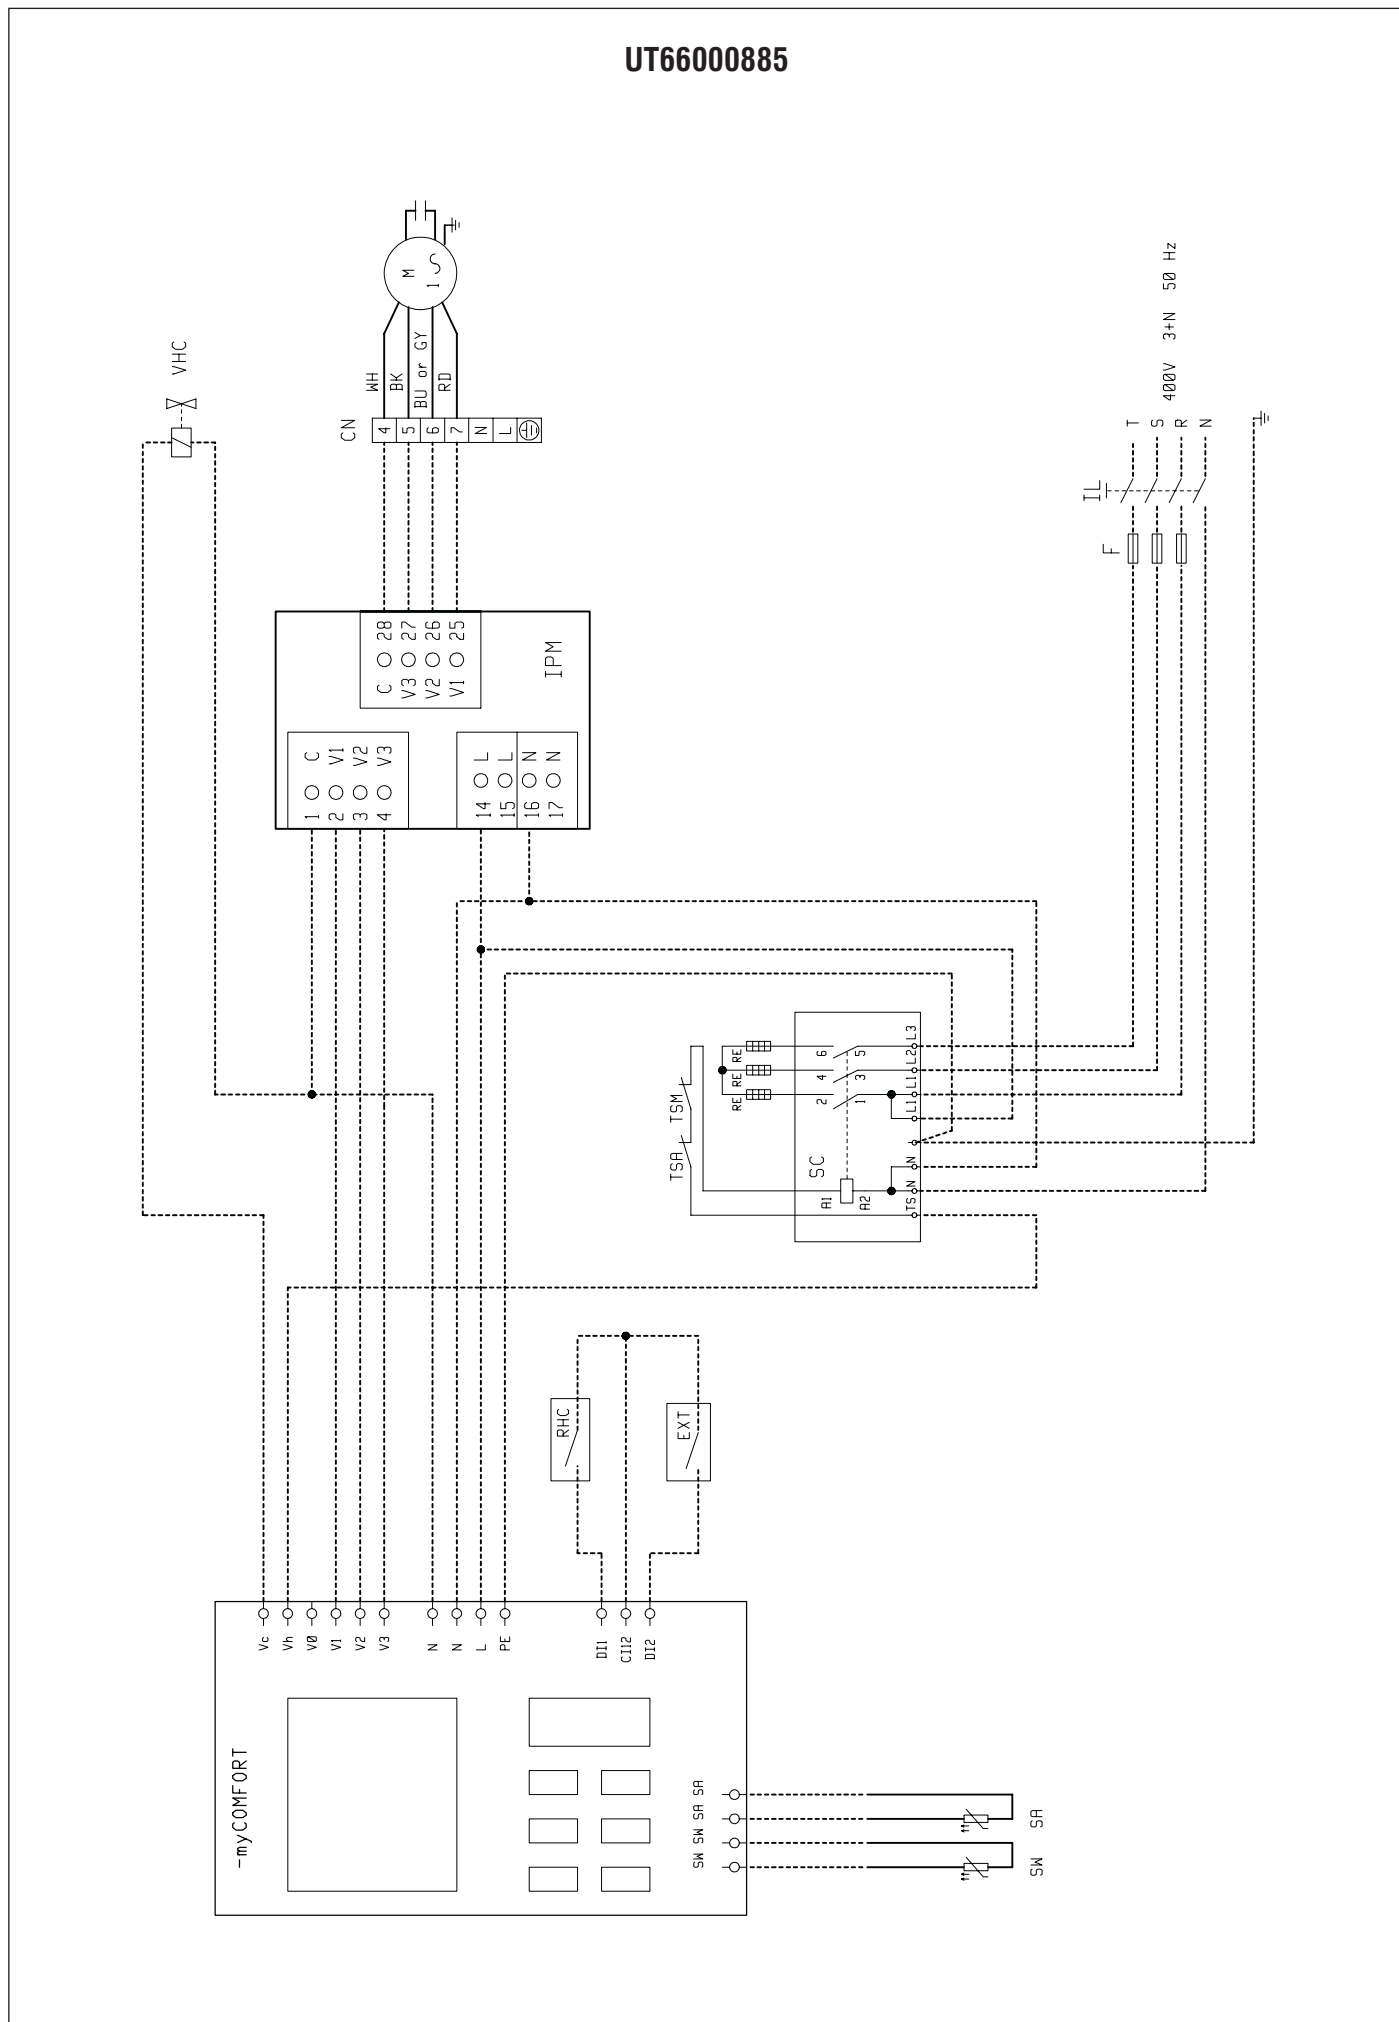 UT66000885
VHC
M
1
WH
BK
BU or GY
RD
CN
4
5
6
7
N
L
400V 3+N 50 Hz
T
S
R
N
IL
F
C 28
V3 27
V2 26
V1 25
IPM
1 C
2 V1
3 V2
4 V3
14 L
15 L
16 N
17 N
RE
RE
RE
TSM
TSA
6
4
2
5
3
1
L3
L2
L1
L1
N
N
TS
SC
A1
A2
RHC
EXT
Vc
Vh
V0
V1
V2
V3
N
N
L
PE
DI1
CI12
DI2
-myCOMFORT
SW SW SA SA
SA
SW